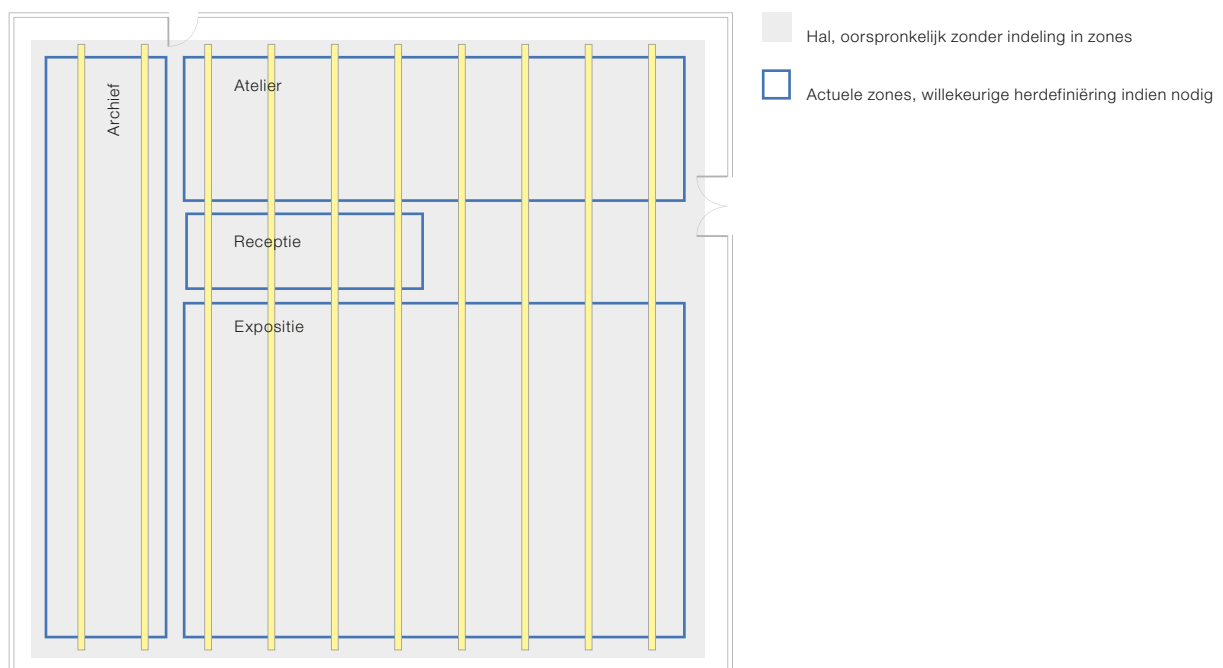 Hal, oorspronkelijk zonder indeling in zones
Actuele zones, willekeurige herdefiniëring indien nodig
Archief
Atelier
Receptie
Expositie